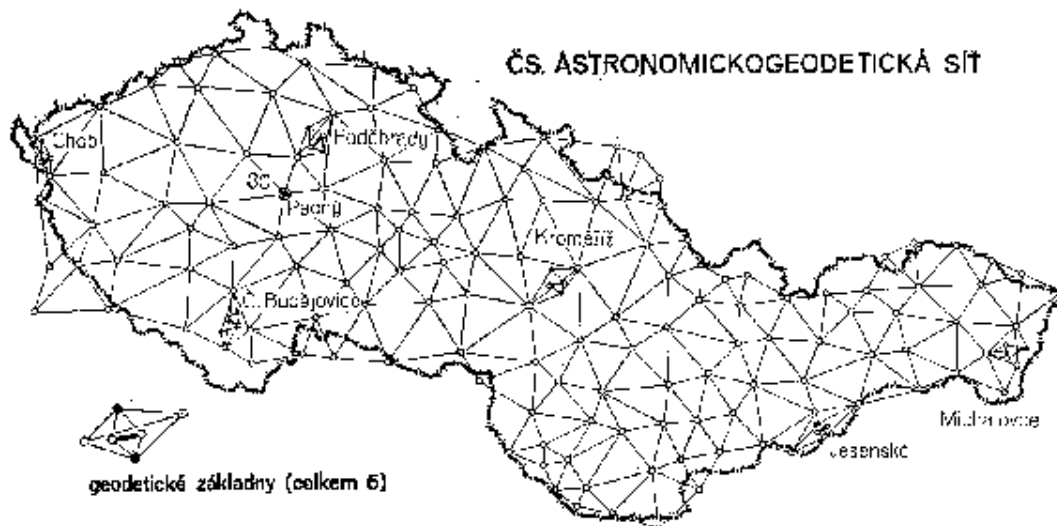 ČS. ASTRONOMICKOGEODETICKÁ SÍŤ
Cheb
Poděbrady
Pecný
Kroměříž
Č. Budějovice
Michalovce
Jesenské
geodetické základny (celkem 6)